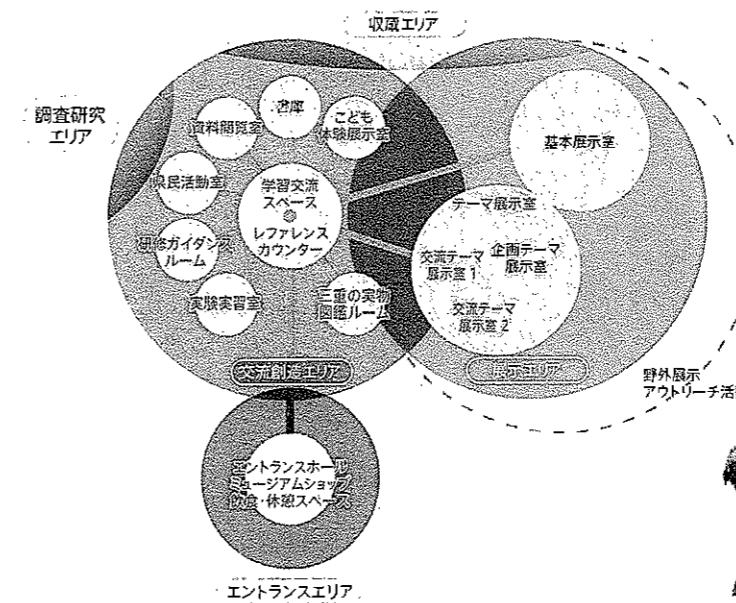 収蔵エリア
調査研究
エリア
書庫
資料閲覧室
こども
体験展示室
基本展示室
県民活動室
学習交流
スペース
レファレンス
カウンター
テーマ展示室
研修ガイダンス
ルーム
交流テーマ
展示室 1
企画テーマ
展示室
実験実習室
三重の実物
図鑑ルーム
交流テーマ
展示室 2
交流創造エリア
展示エリア
野外展示
アウトリーチ活
エントランスホール
ミュージアムショップ
飲食・休憩スペース
エントランスエリア